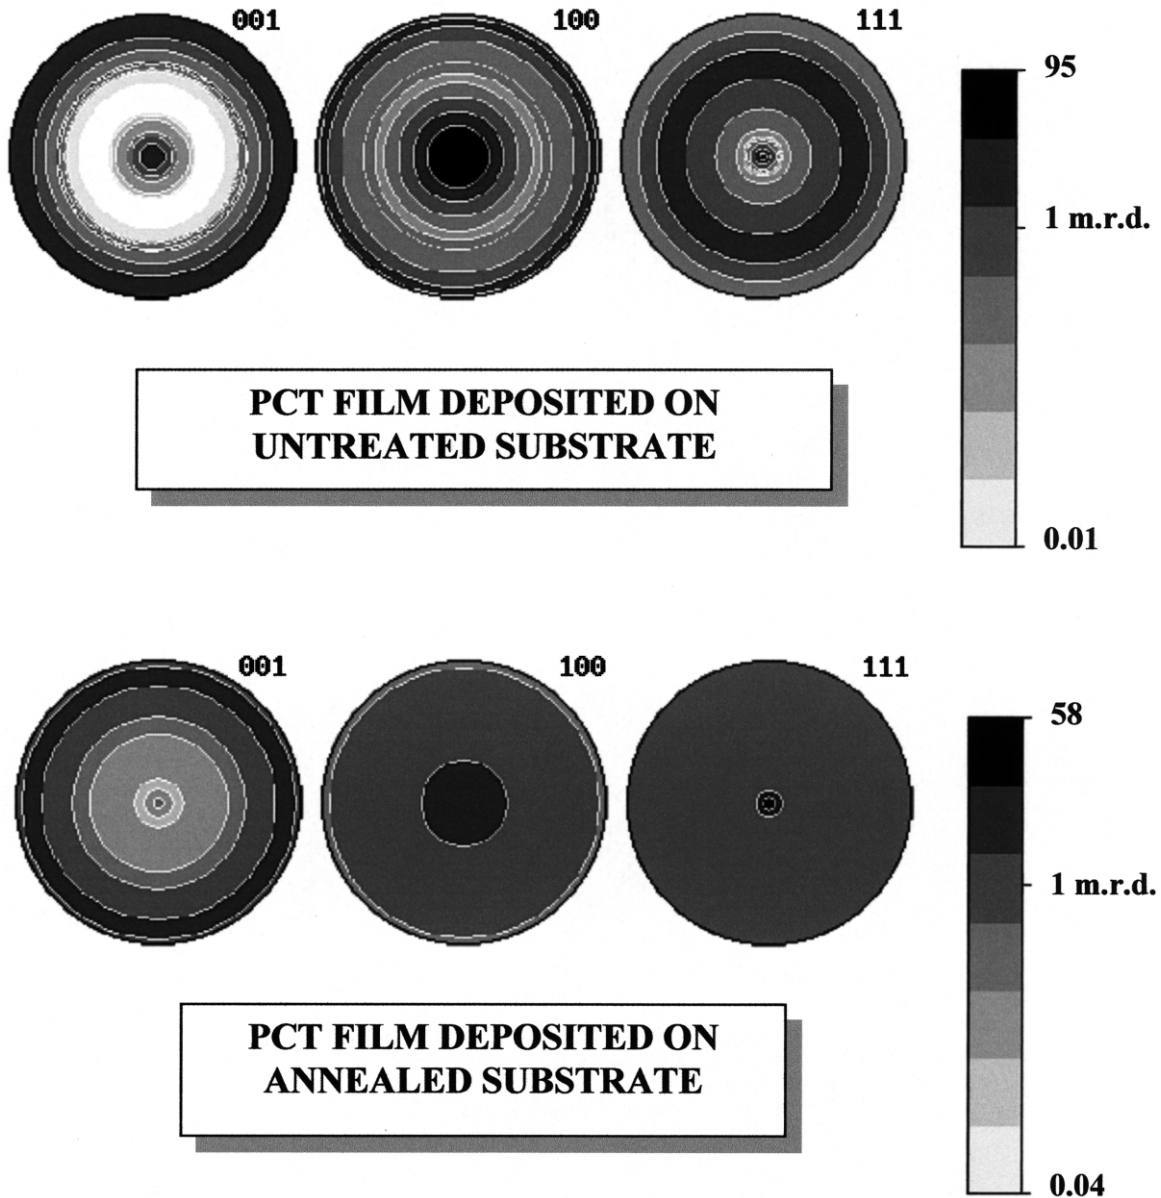 001
100
111
95
1 m.r.d.
0.01
PCT FILM DEPOSITED ON
UNTREATED SUBSTRATE
001
100
111
58
1 m.r.d.
0.04
PCT FILM DEPOSITED ON
ANNEALED SUBSTRATE